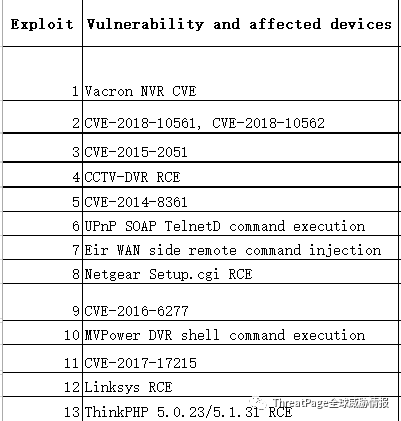 Exploit Vulnerability and affected devices
1 Vacron NVR CVE
2 CVE-2018-10561, CVE-2018-10562
3 CVE-2015-2051
4 CCTV-DVR RCE
5 CVE-2014-8361
6 UPnP SOAP TelnetD command execution
7 Eir WAN side remote command injection
8 Netgear Setup.cgi RCE
9 CVE-2016-6277
10 MVPower DVR shell command execution
11 CVE-2017-17215
12 Linksys RCE
ThreatPage全球威胁情报
13 ThinkPHP 5.0.23/5.1.31 RCE